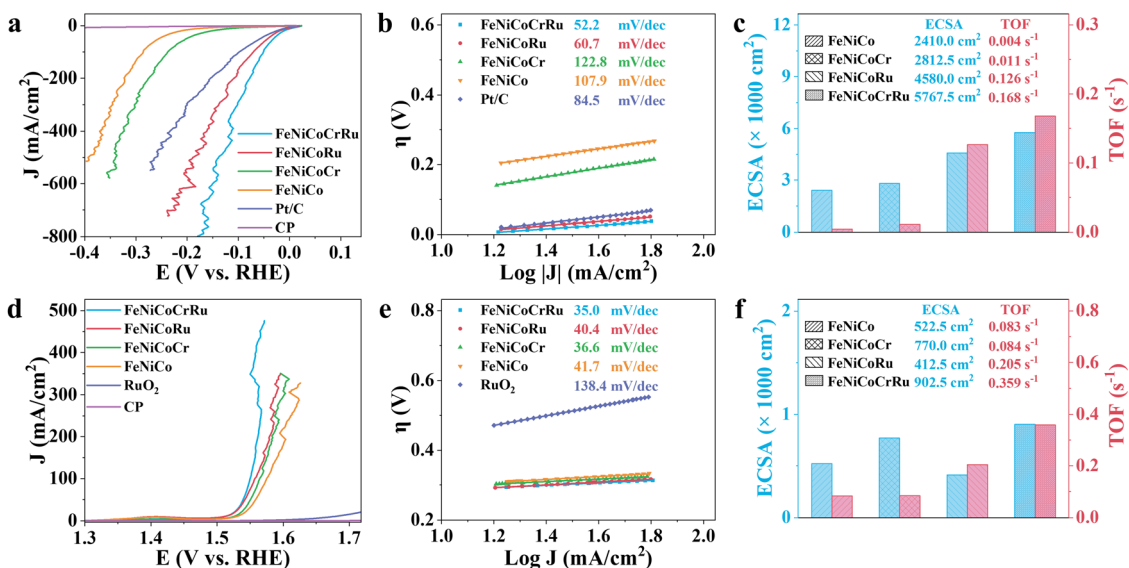 a
0
-200
-400
-600
-800
J (mA/cm²)
-0.4 -0.3 -0.2 -0.1 0.0 0.1
E (V vs. RHE)
FeNiCoCrRu
FeNiCoRu
FeNiCoCr
FeNiCo
Pt/C
CP
b
0.6
0.4
0.2
0.0
η (V)
1.0 1.2 1.4 1.6 1.8 2.0
Log |J| (mA/cm²)
FeNiCoCrRu 52.2 mV/dec
FeNiCoRu 60.7 mV/dec
FeNiCoCr 122.8 mV/dec
FeNiCo 107.9 mV/dec
Pt/C 84.5 mV/dec
c
12
9
6
3
0
ECSA (× 1000 cm²)
ECSA TOF
FeNiCo 2410.0 cm² 0.004 s⁻¹
FeNiCoCr 2812.5 cm² 0.011 s⁻¹
FeNiCoRu 4580.0 cm² 0.126 s⁻¹
FeNiCoCrRu 5767.5 cm² 0.168 s⁻¹
0.3
0.2
0.1
0.0
TOF (s⁻¹)
d
500
400
300
200
100
0
J (mA/cm²)
1.3 1.4 1.5 1.6 1.7
E (V vs. RHE)
FeNiCoCrRu
FeNiCoRu
FeNiCoCr
FeNiCo
RuO₂
CP
e
0.8
0.6
0.4
0.2
η (V)
1.0 1.2 1.4 1.6 1.8 2.0
Log J (mA/cm²)
FeNiCoCrRu 35.0 mV/dec
FeNiCoRu 40.4 mV/dec
FeNiCoCr 36.6 mV/dec
FeNiCo 41.7 mV/dec
RuO₂ 138.4 mV/dec
f
2
1
0
ECSA (× 1000 cm²)
ECSA TOF
FeNiCo 522.5 cm² 0.083 s⁻¹
FeNiCoCr 770.0 cm² 0.084 s⁻¹
FeNiCoRu 412.5 cm² 0.205 s⁻¹
FeNiCoCrRu 902.5 cm² 0.359 s⁻¹
0.8
0.6
0.4
0.2
0.0
TOF (s⁻¹)